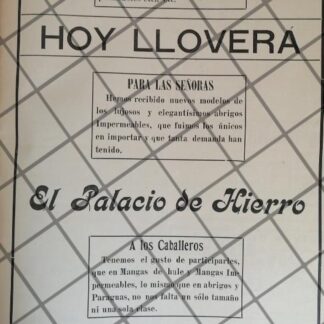 HOY LLOVERÁ
PARA LAS SEÑORAS
Hemos recibido nuevos modelos de
los lujosos y elegantísimos abrigos
Impermeables, que fuimos los únicos
en importar y que tanta demanda han
tenido.
El Palacio de Hierro
A los Caballeros
Tenemos el gusto de participarles,
que en Mangas de hule y Mangas Im-
permeables, lo mismo que en abrigos y
Paraguas, no nos falta un sólo tamaño
ni una sola clase.